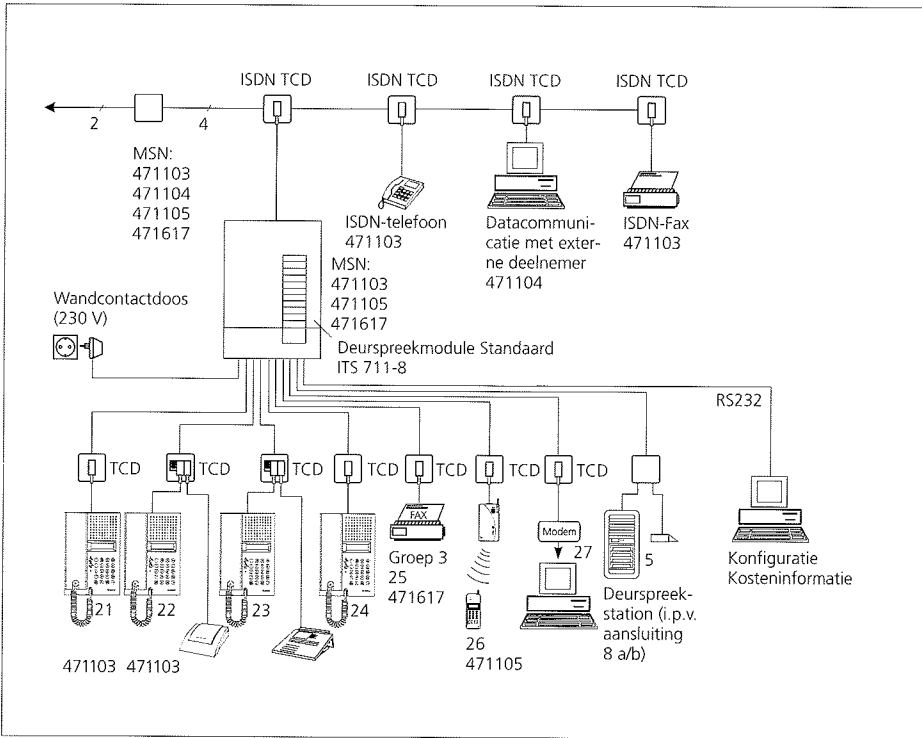 ISDN TCD
ISDN TCD
ISDN TCD
ISDN TCD
2
4
MSN:
471103
471104
471105
471617
ISDN-telefoon
471103
Datacommuni-
catie met exter-
ne deelnemer
471104
ISDN-Fax
471103
MSN:
471103
471105
471617
Wandcontactdoos
(230 V)
Deurspreekmodule Standaard
ITS 711-8
RS232
TCD
TCD
TCD
TCD
TCD
TCD
TCD
21
22
23
24
FAX
Groep 3
25
471617
26
471105
Modem
27
5
Deurspreek-
station (i.p.v.
aansluiting
8 a/b)
Konfiguratie
Kosteninformatie
471103
471103